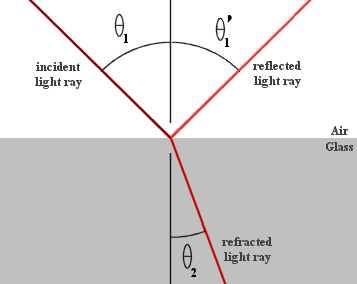 θ1
θ1'
incident
light ray
reflected
light ray
Air
Glass
refracted
light ray
θ2